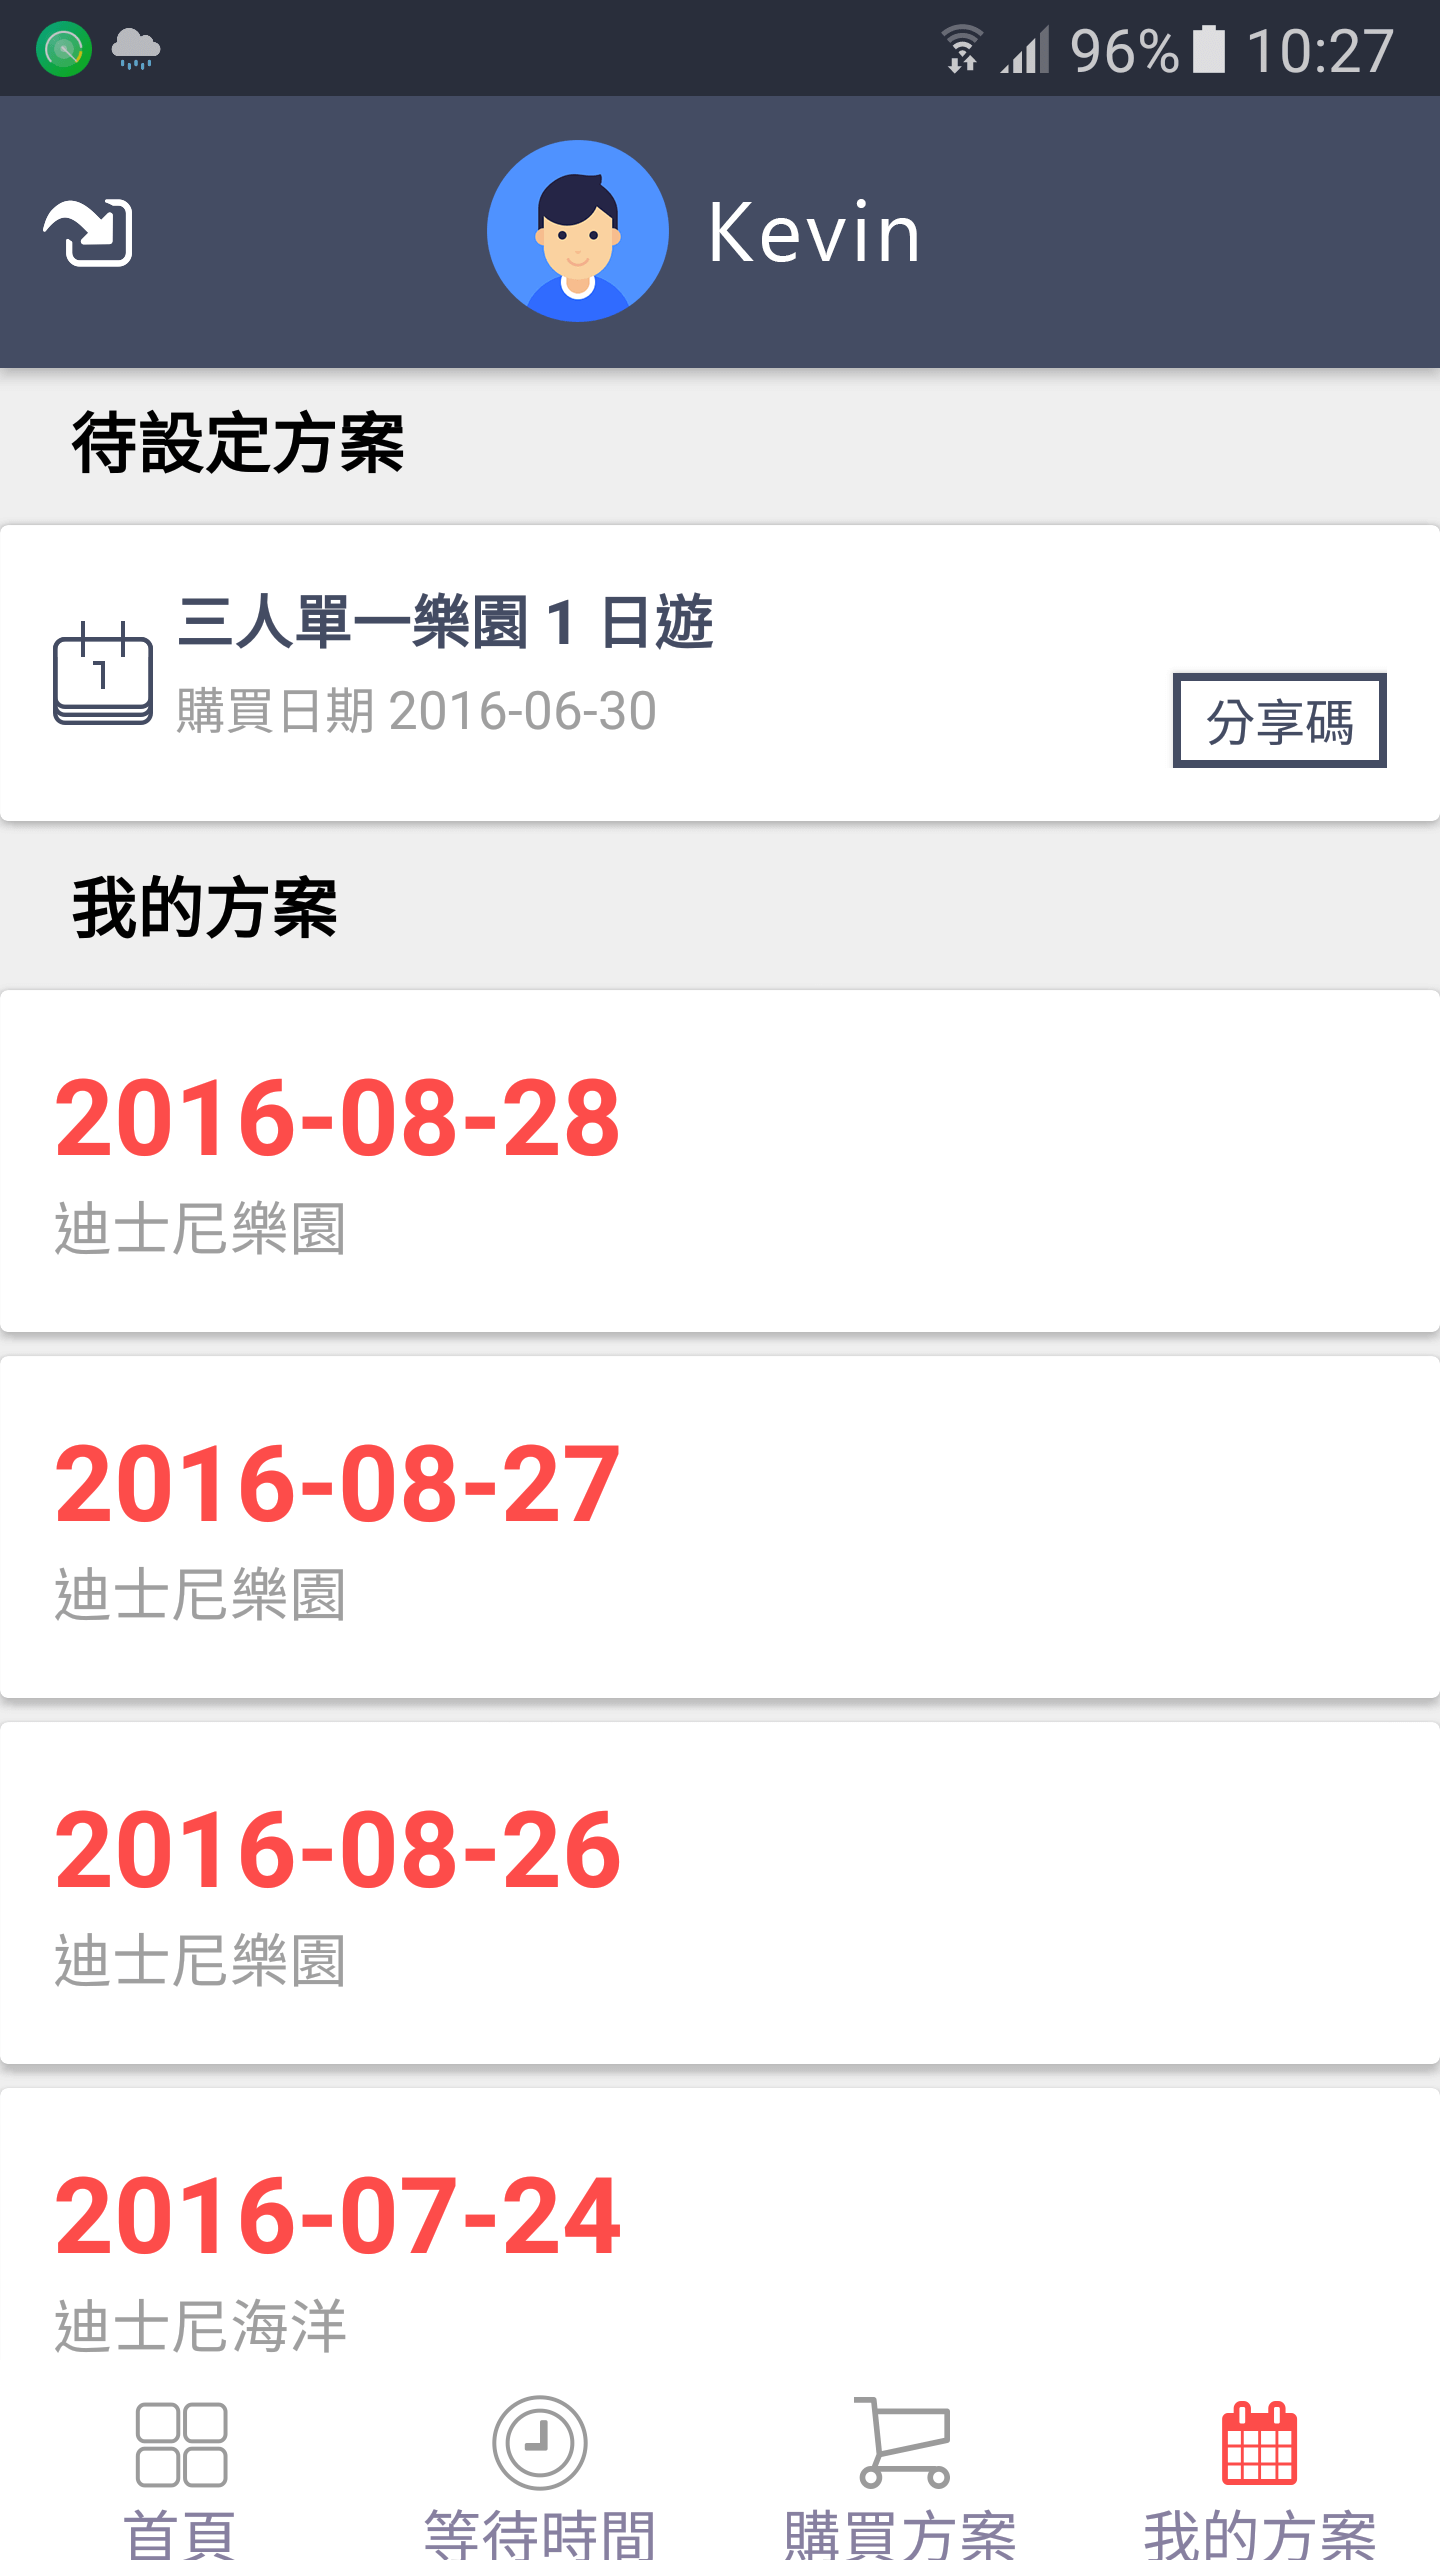 96% 10:27
Kevin
待設定方案
三人單一樂園 1 日遊
購買日期 2016-06-30
分享碼
我的方案
2016-08-28
迪士尼樂園
2016-08-27
迪士尼樂園
2016-08-26
迪士尼樂園
2016-07-24
迪士尼海洋
首頁 等待時間 購買方案 我的方案